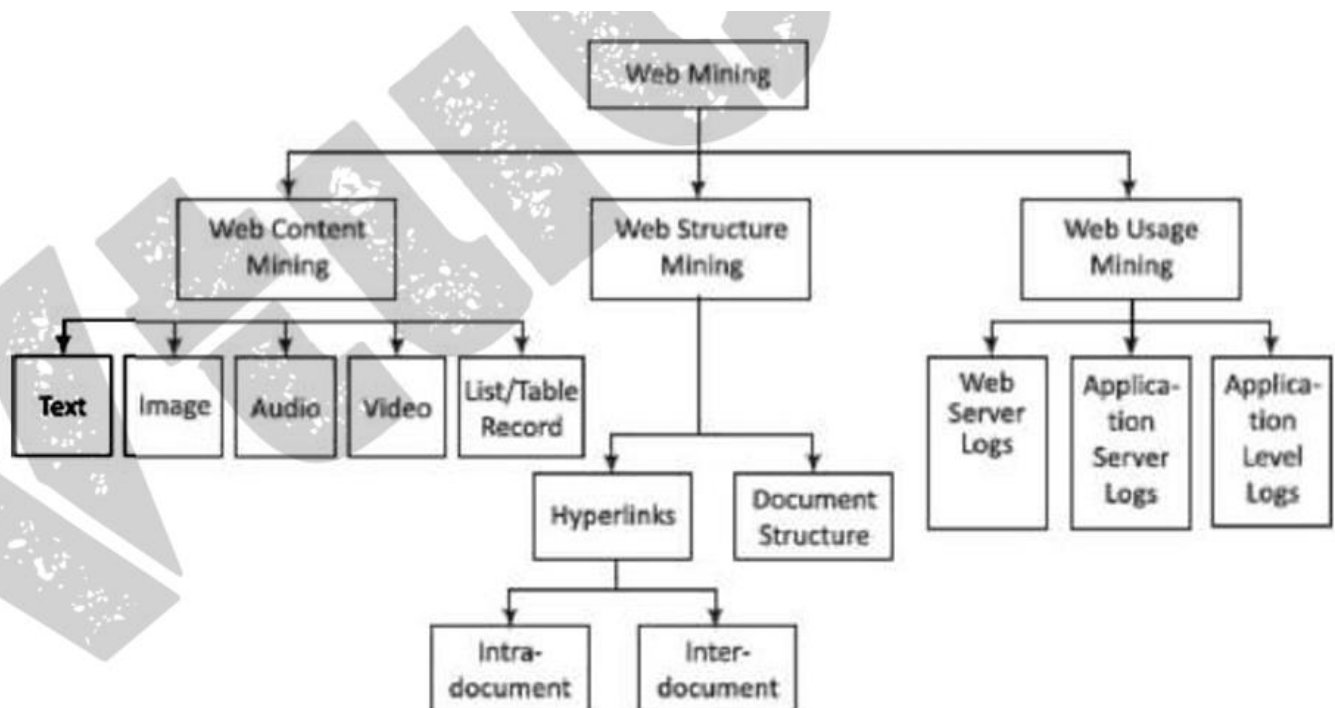 Web Mining
Web Content
Mining
Web Structure
Mining
Web Usage
Mining
Text
Image
Audio
Video
List/Table
Record
Web
Server
Logs
Applica-
tion
Server
Logs
Applica-
tion
Level
Logs
Hyperlinks
Document
Structure
Intra-
document
Inter-
document